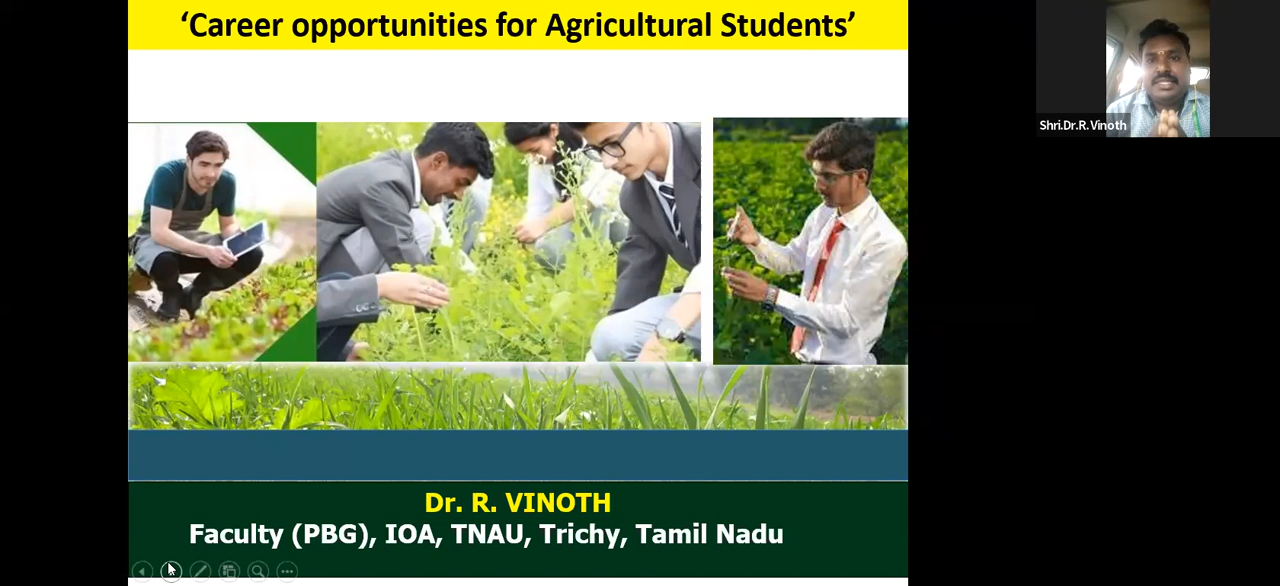 ‘Career opportunities for Agricultural Students’
Shri.Dr.R.Vinoth
Dr. R. VINOTH
Faculty (PBG), IOA, TNAU, Trichy, Tamil Nadu